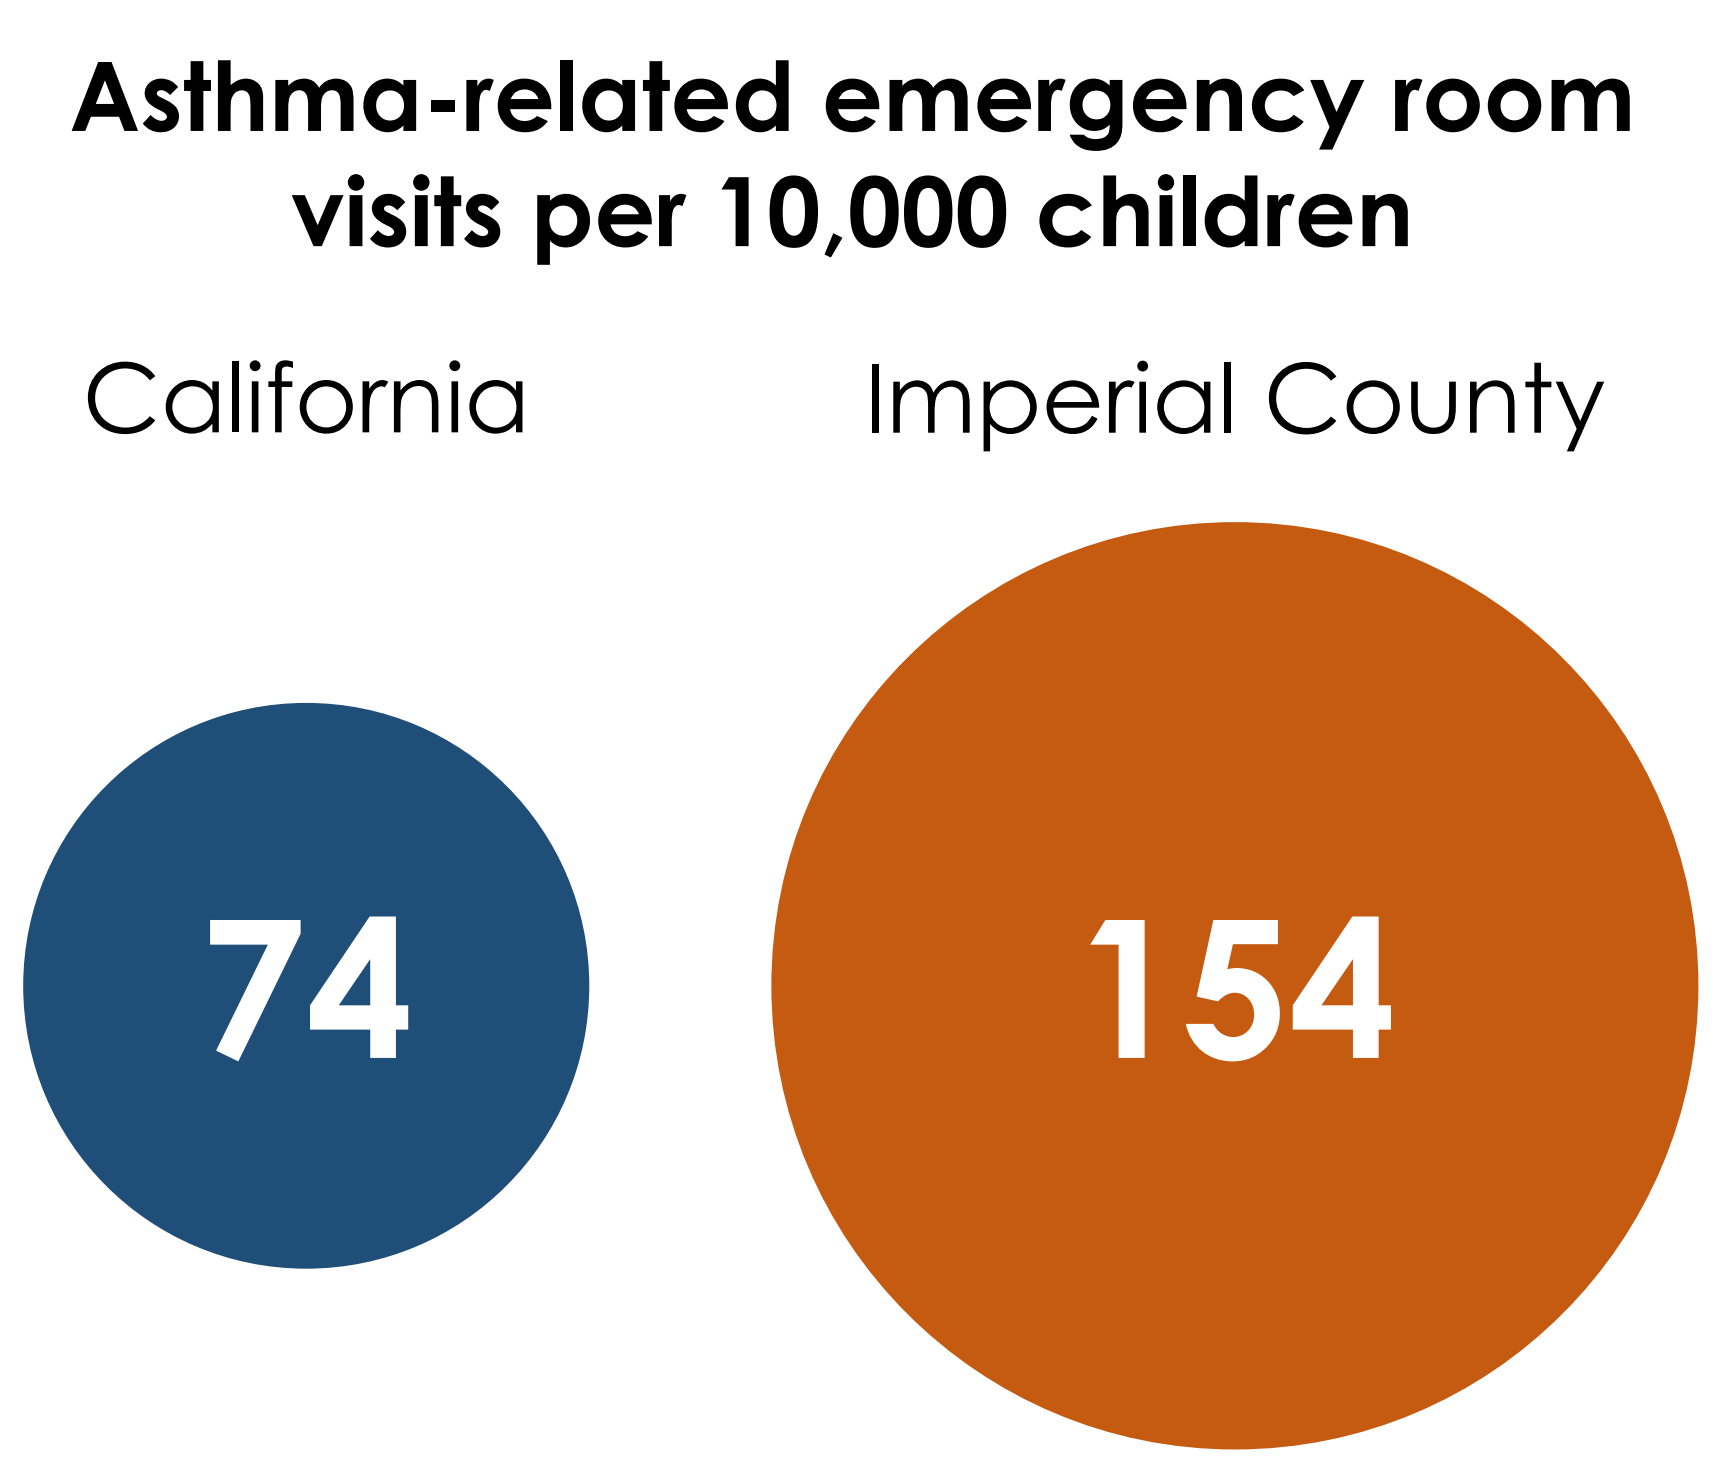 Asthma-related emergency room
visits per 10,000 children
California
Imperial County
74
154